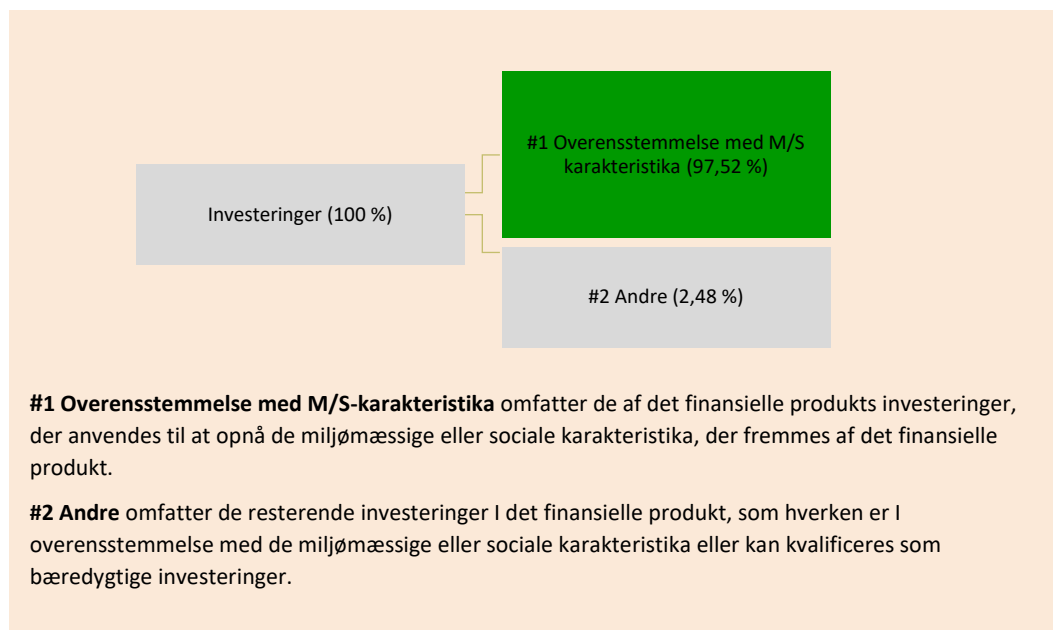 #1 Overensstemmelse med M/S
karakteristika (97,52 %)
Investeringer (100 %)
#2 Andre (2,48 %)
#1 Overensstemmelse med M/S-karakteristika omfatter de af det finansielle produkts investeringer,
der anvendes til at opnå de miljømæssige eller sociale karakteristika, der fremmes af det finansielle
produkt.
#2 Andre omfatter de resterende investeringer I det finansielle produkt, som hverken er I
overensstemmelse med de miljømæssige eller sociale karakteristika eller kan kvalificeres som
bæredygtige investeringer.